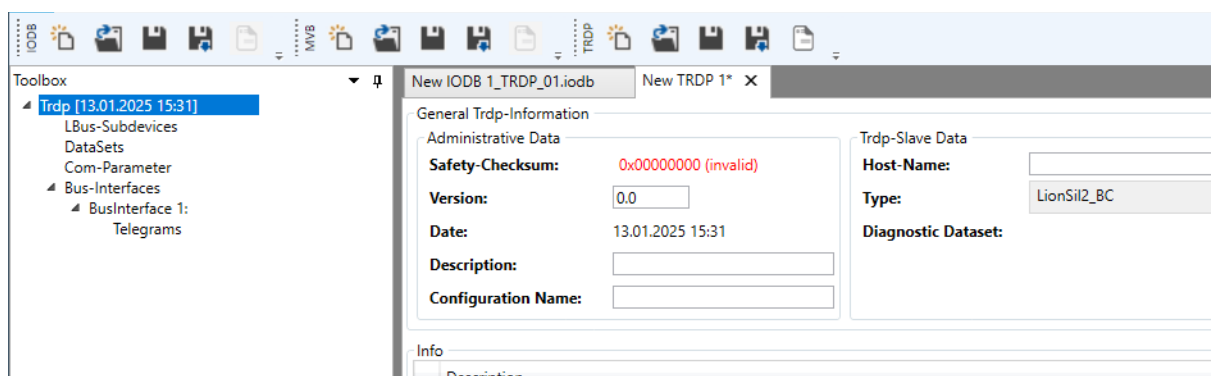 IODB
MVB
TRDP
Toolbox
New IODB 1_TRDP_01.iodb
New TRDP 1*
Trdp [13.01.2025 15:31]
LBus-Subdevices
DataSets
Com-Parameter
Bus-Interfaces
BusInterface 1:
Telegrams
General Trdp-Information
Administrative Data
Safety-Checksum: 0x00000000 (invalid)
Version: 0.0
Date: 13.01.2025 15:31
Description:
Configuration Name:
Trdp-Slave Data
Host-Name:
Type: LionSil2_BC
Diagnostic Dataset:
Info
Description